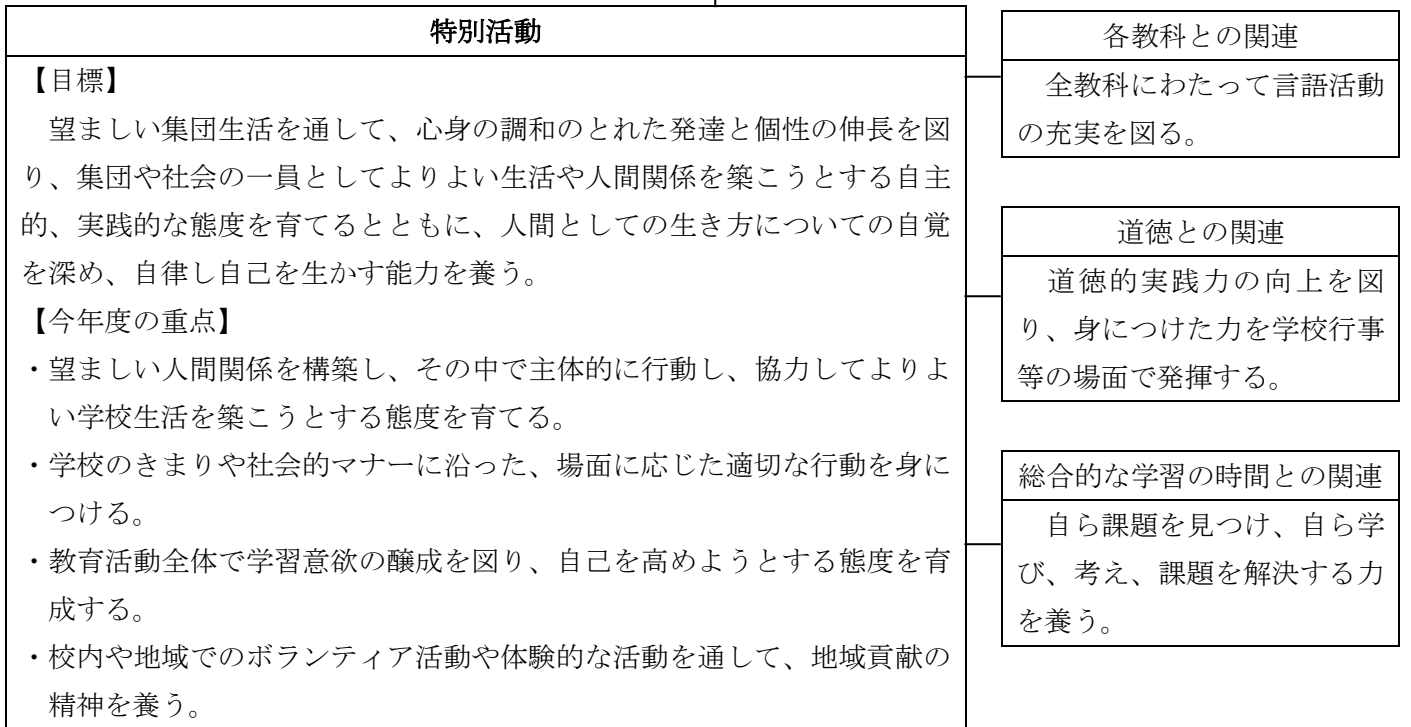 特別活動
【目標】
望ましい集団生活を通して、心身の調和のとれた発達と個性の伸長を図
り、集団や社会の一員としてよりよい生活や人間関係を築こうとする自主
的、実践的な態度を育てるとともに、人間としての生き方についての自覚
を深め、自律し自己を生かす能力を養う。
【今年度の重点】
・望ましい人間関係を構築し、その中で主体的に行動し、協力してよりよ
い学校生活を築こうとする態度を育てる。
・学校のきまりや社会的マナーに沿った、場面に応じた適切な行動を身に
つける。
・教育活動全体で学習意欲の醸成を図り、自己を高めようとする態度を育
成する。
・校内や地域でのボランティア活動や体験的な活動を通して、地域貢献の
精神を養う。
各教科との関連
全教科にわたって言語活動
の充実を図る。
道徳との関連
道徳的実践力の向上を図
り、身につけた力を学校行事
等の場面で発揮する。
総合的な学習の時間との関連
自ら課題を見つけ、自ら学
び、考え、課題を解決する力
を養う。